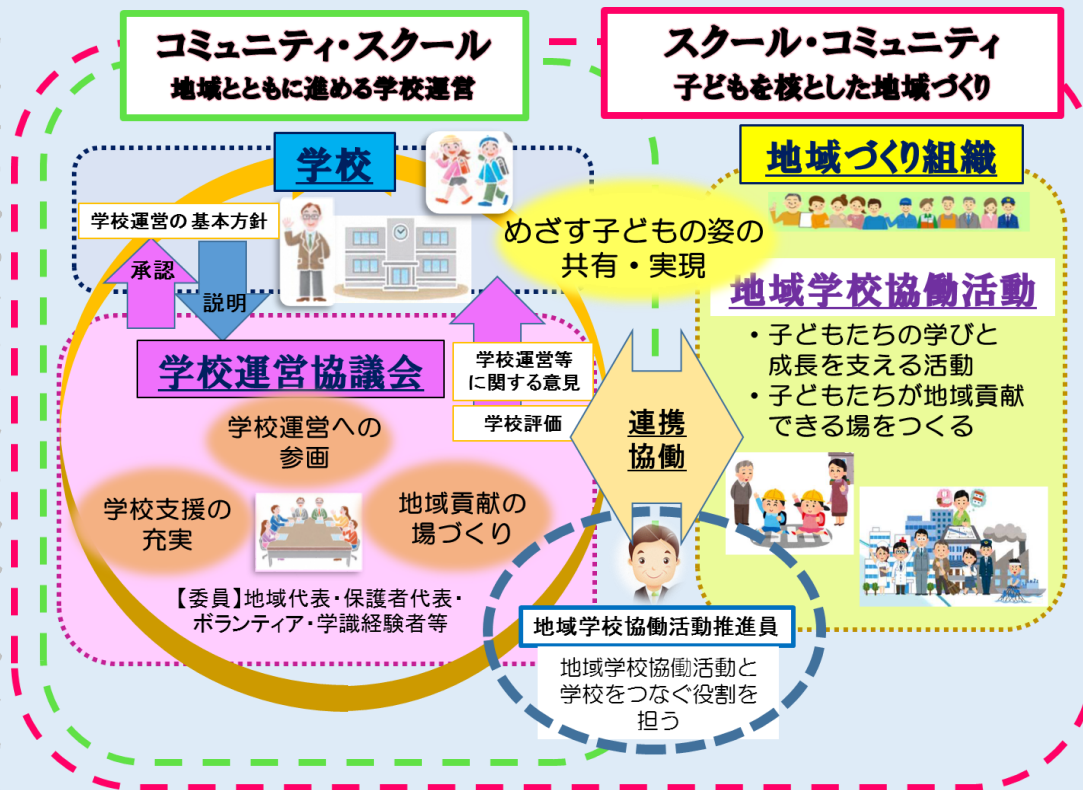 コミュニティ・スクール
地域とともに進める学校運営
スクール・コミュニティ
子どもを核とした地域づくり
学校
学校運営の基本方針
承認
説明
めざす子どもの姿の
共有・実現
地域づくり組織
地域学校協働活動
・子どもたちの学びと
成長を支える活動
・子どもたちが地域貢献
できる場をつくる
学校運営協議会
学校運営等
に関する意見
学校評価
連携
協働
学校運営への
参画
学校支援の
充実
地域貢献の
場づくり
【委員】地域代表・保護者代表・
ボランティア・学識経験者等
地域学校協働活動推進員
地域学校協働活動と
学校をつなぐ役割を
担う